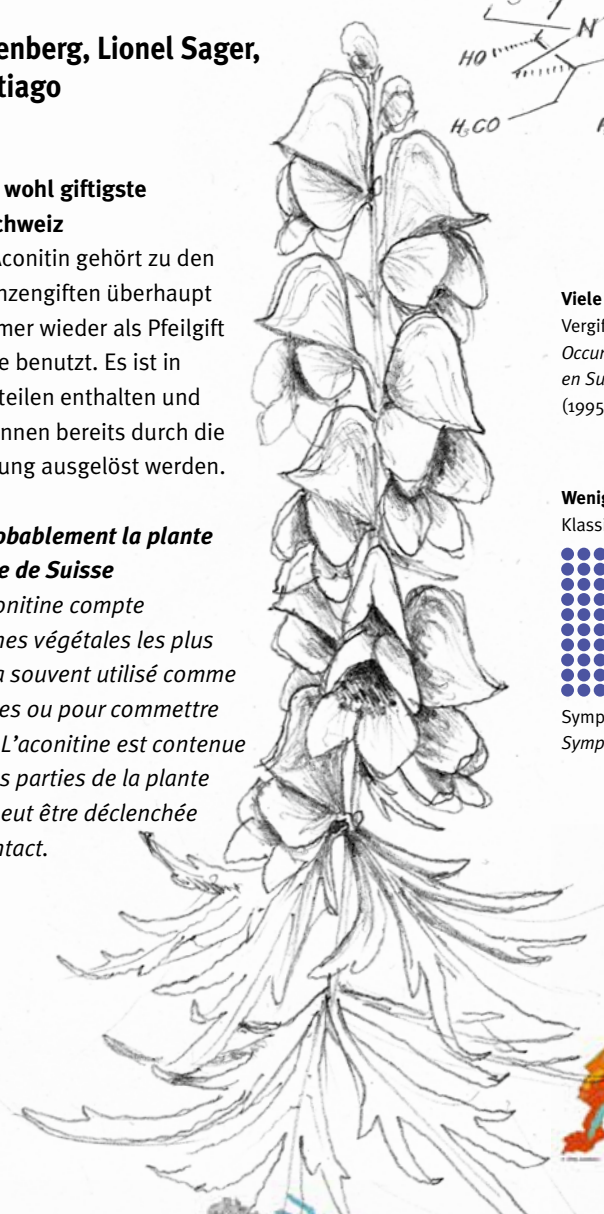 enberg, Lionel Sager,
tiago
wohl giftigste
chweiz
Aconitin gehört zu den
nzengiften überhaupt
mer wieder als Pfeilgift
e benutzt. Es ist in
teilen enthalten und
nnen bereits durch die
ung ausgelöst werden.
obablement la plante
e de Suisse
onitine compte
nes végétales les plus
a souvent utilisé comme
es ou pour commettre
L’aconitine est contenue
s parties de la plante
eut être déclenchée
ntact.
N
HO
H₃CO
Viele
Vergif
Occur
en Su
(1995
Wenig
Klass
Symp
Symp